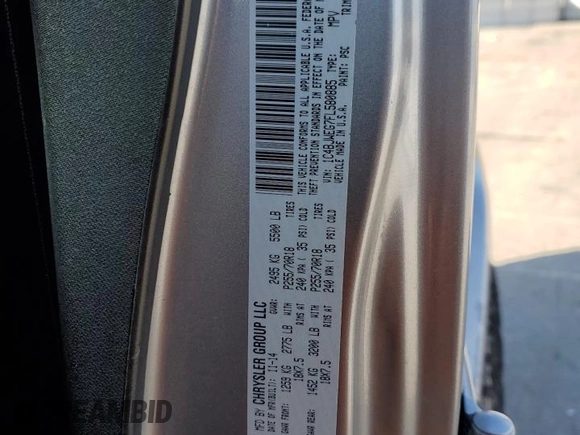 MFD BY CHRYSLER GROUP LLC
DATE OF MFR(BUILT): 11-14
GVWR: 2495 KG 5500 LB
GAWR FRONT: 1259 KG 2775 LB WITH TIRES P255/70R18
RIMS AT 18X7.5 240 KPA ( 35 PSI) COLD
GAWR REAR: 1452 KG 3200 LB WITH TIRES P255/70R18
RIMS AT 18X7.5 240 KPA ( 35 PSI) COLD
VEHICLE CONFORMS TO ALL APPLICABLE U.S.A. FEDERAL
THEFT PREVENTION STANDARDS IN EFFECT ON THE DATE OF
VIN: 1C4BJWEG7FL580885 TYPE: MPV
VEHICLE MADE IN U.S.A. PAINT: PSC TRIM